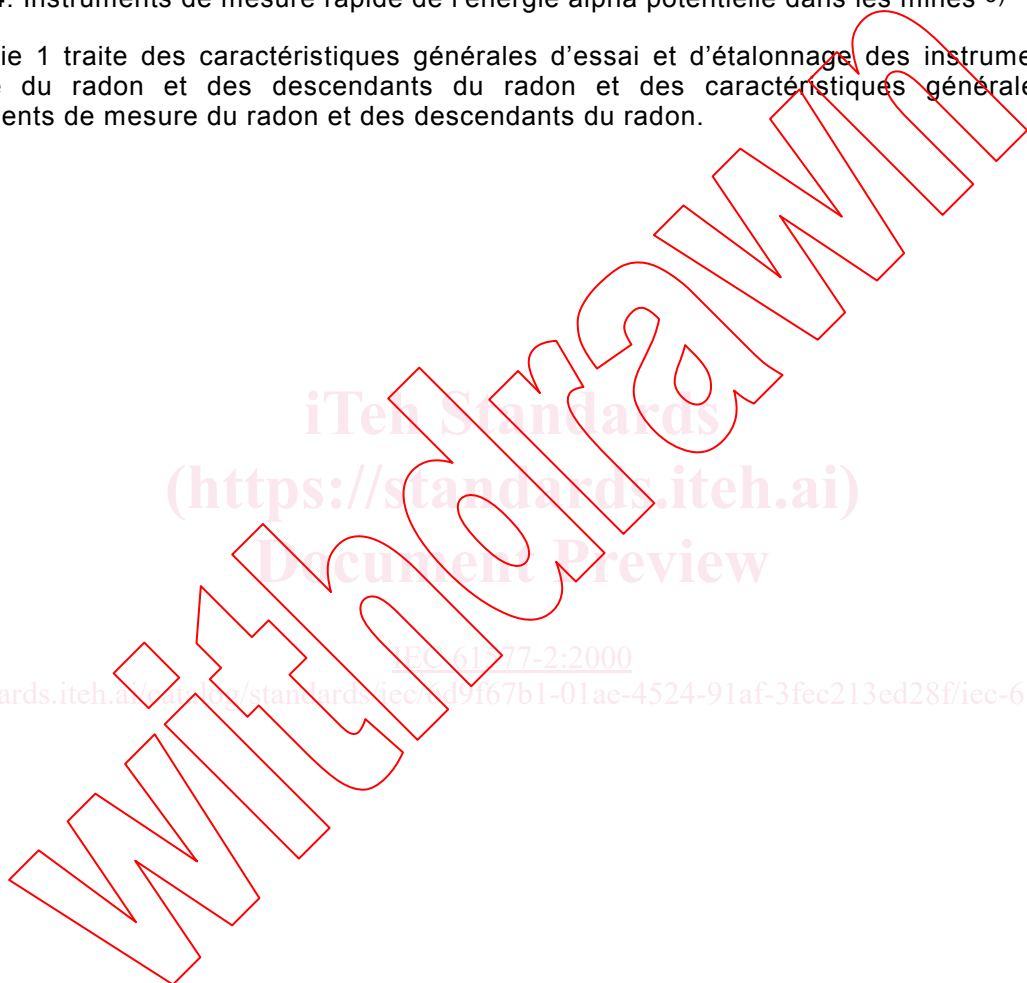 4: Instruments de mesure rapide de l'énergie alpha potentielle dans les mines 3)
ie 1 traite des caractéristiques générales d'essai et d'étalonnage des instrume
du radon et des descendants du radon et des caractéristiques générale
ents de mesure du radon et des descendants du radon.
iTeh Standards
(https://standards.iteh.ai)
Document Preview
IEC 61577-2:2000
ards.iteh.ai/catalog/standards/iec/6d9f67b1-01ae-4524-91af-3fec213ed28f/iec-6
withdrawn